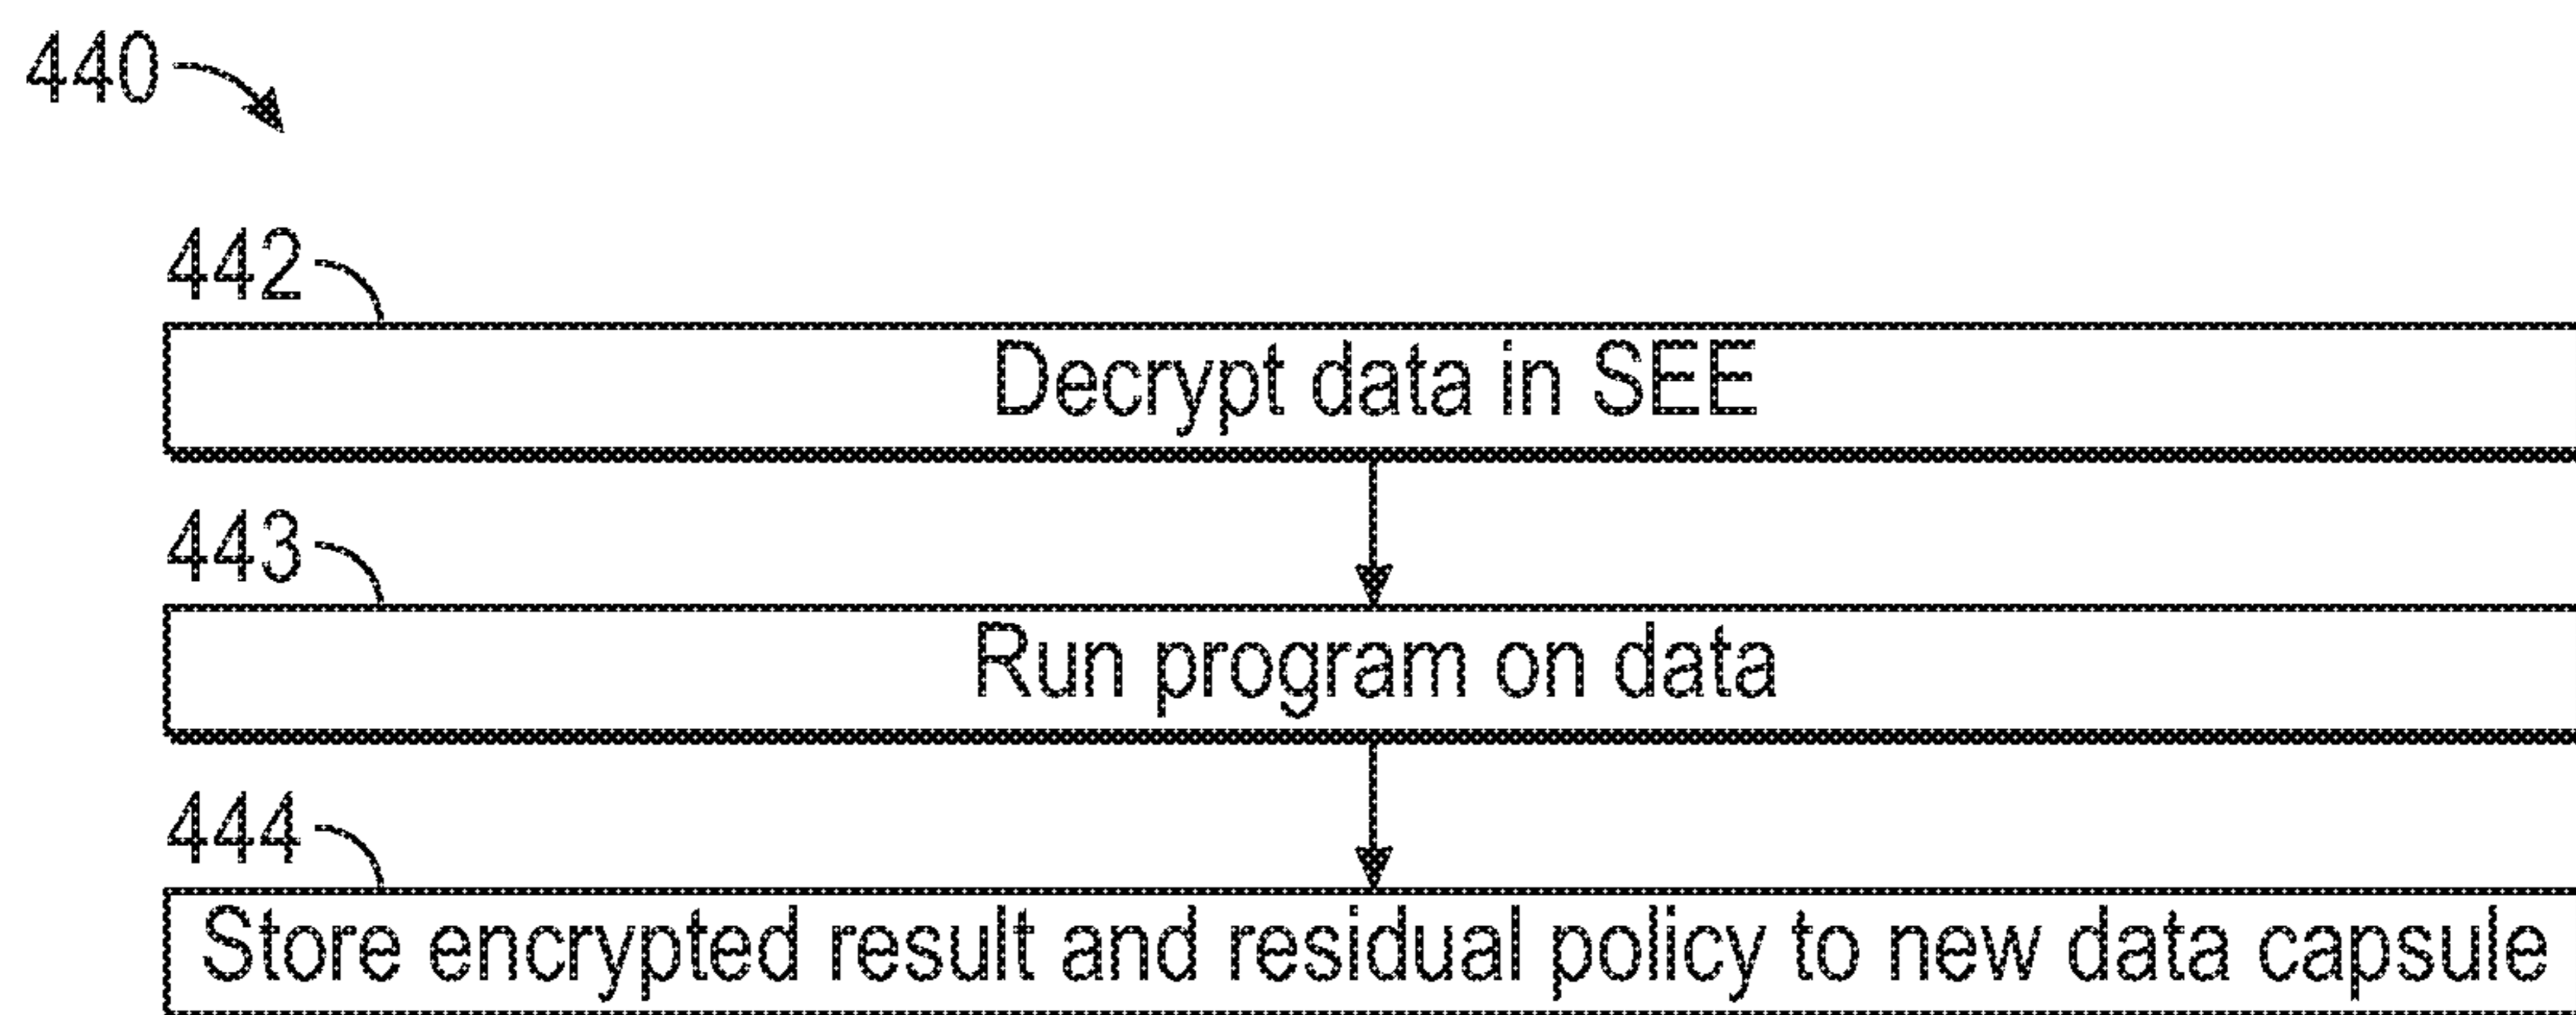 440
442
Decrypt data in SEE
443
Run program on data
444
Store encrypted result and residual policy to new data capsule